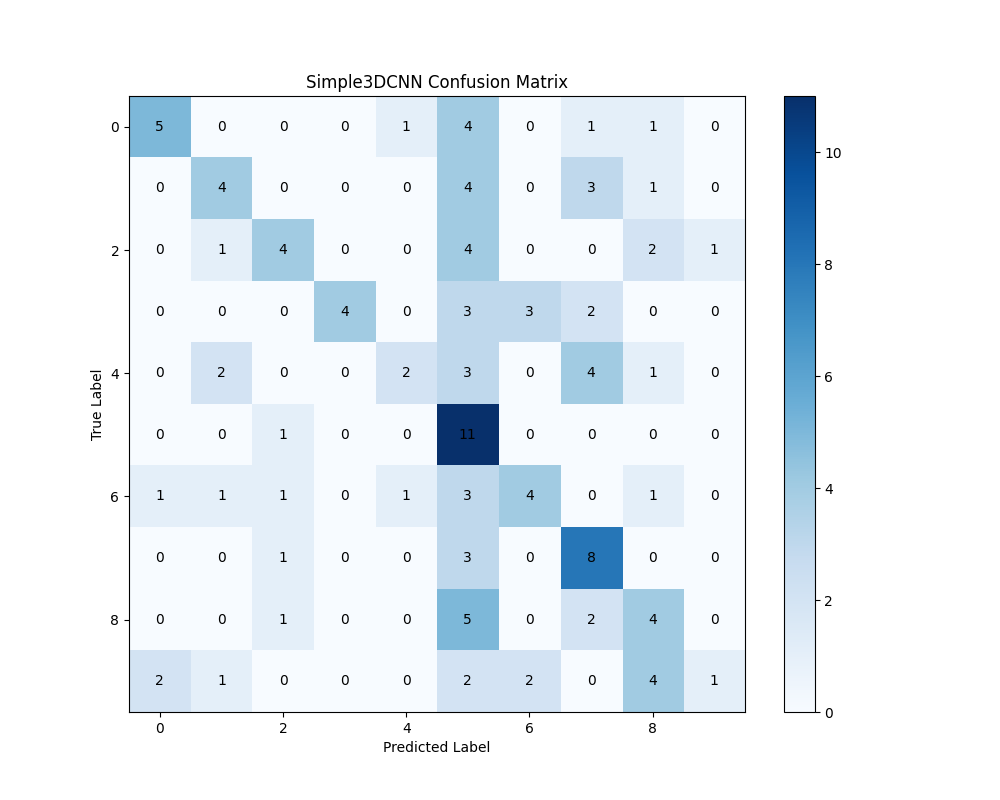 Simple3DCNN Confusion Matrix
0 5 0 0 0 1 4 0 1 1 0
0 4 0 0 0 4 0 3 1 0
2 0 1 4 0 0 4 0 0 2 1
0 0 0 4 0 3 3 2 0 0
4 0 2 0 0 2 3 0 4 1 0
0 0 1 0 0 11 0 0 0 0
6 1 1 1 0 1 3 4 0 1 0
0 0 1 0 0 3 0 8 0 0
8 0 0 1 0 0 5 0 2 4 0
2 1 0 0 0 2 2 0 4 1
0 2 4 6 8
Predicted Label
True Label
10
8
6
4
2
0